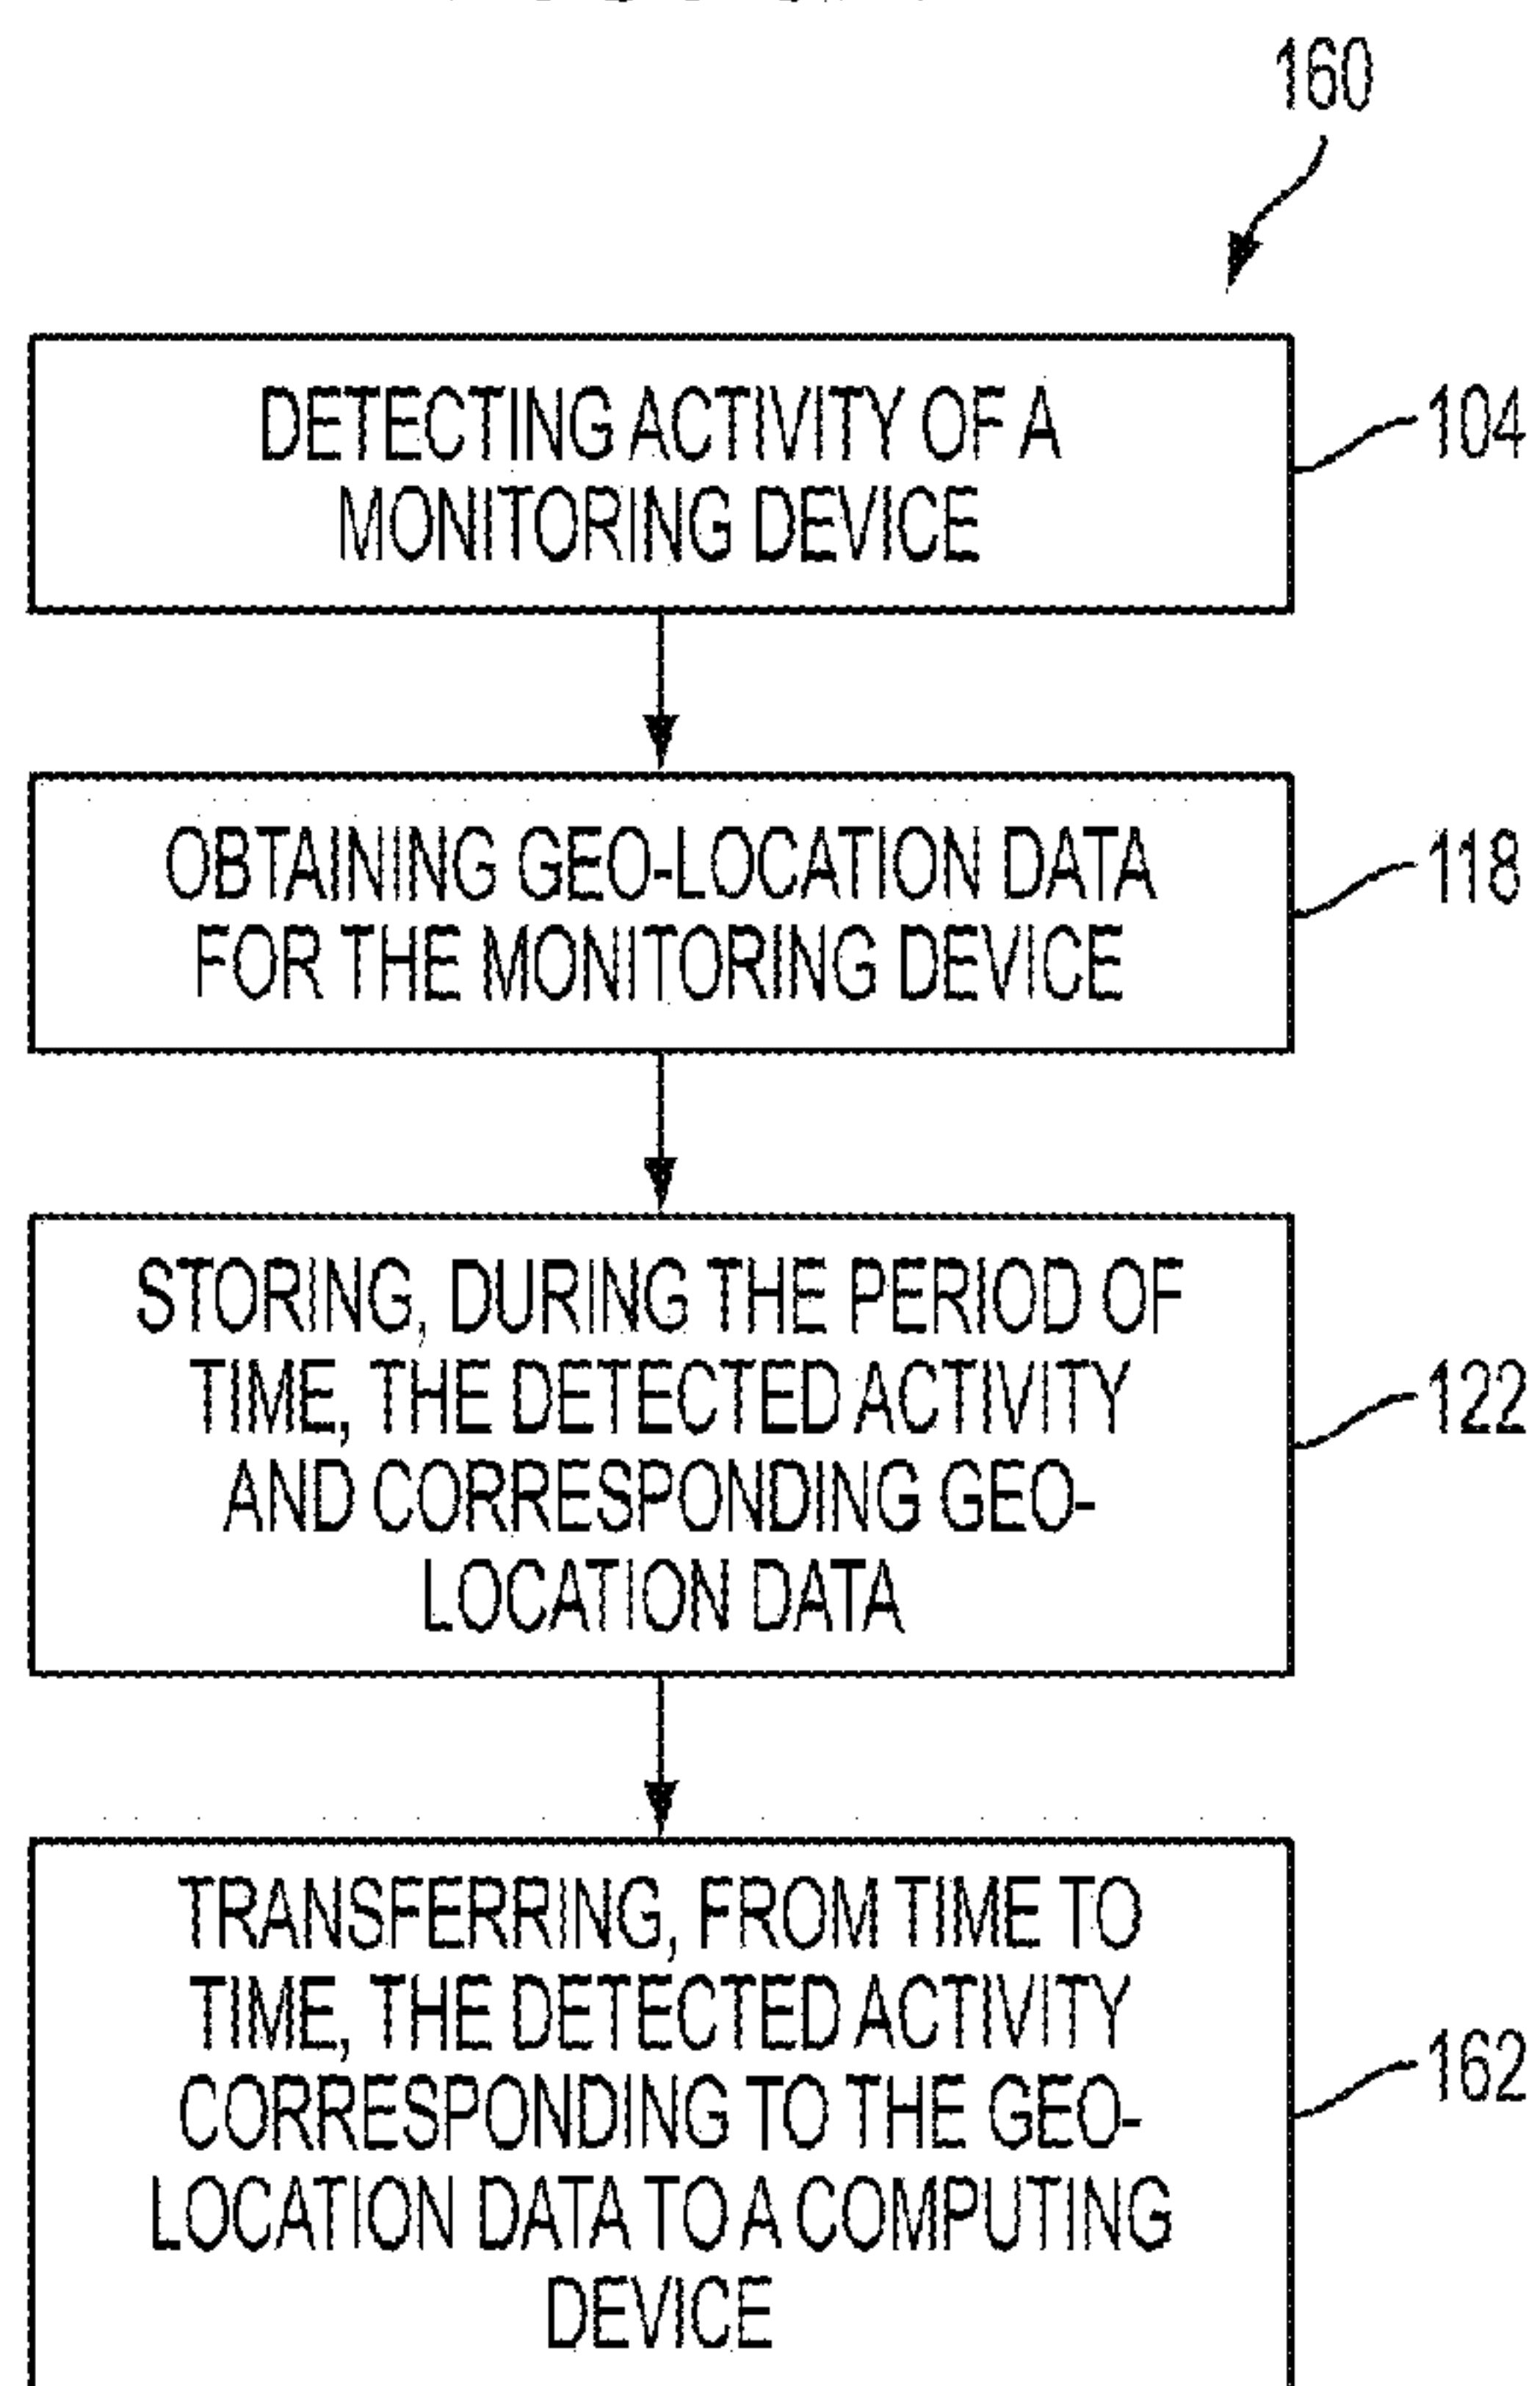 160
DETECTING ACTIVITY OF A
MONITORING DEVICE
104
OBTAINING GEO-LOCATION DATA
FOR THE MONITORING DEVICE
118
STORING, DURING THE PERIOD OF
TIME, THE DETECTED ACTIVITY
AND CORRESPONDING GEO-
LOCATION DATA
122
TRANSFERRING, FROM TIME TO
TIME, THE DETECTED ACTIVITY
CORRESPONDING TO THE GEO-
LOCATION DATA TO A COMPUTING
DEVICE
162